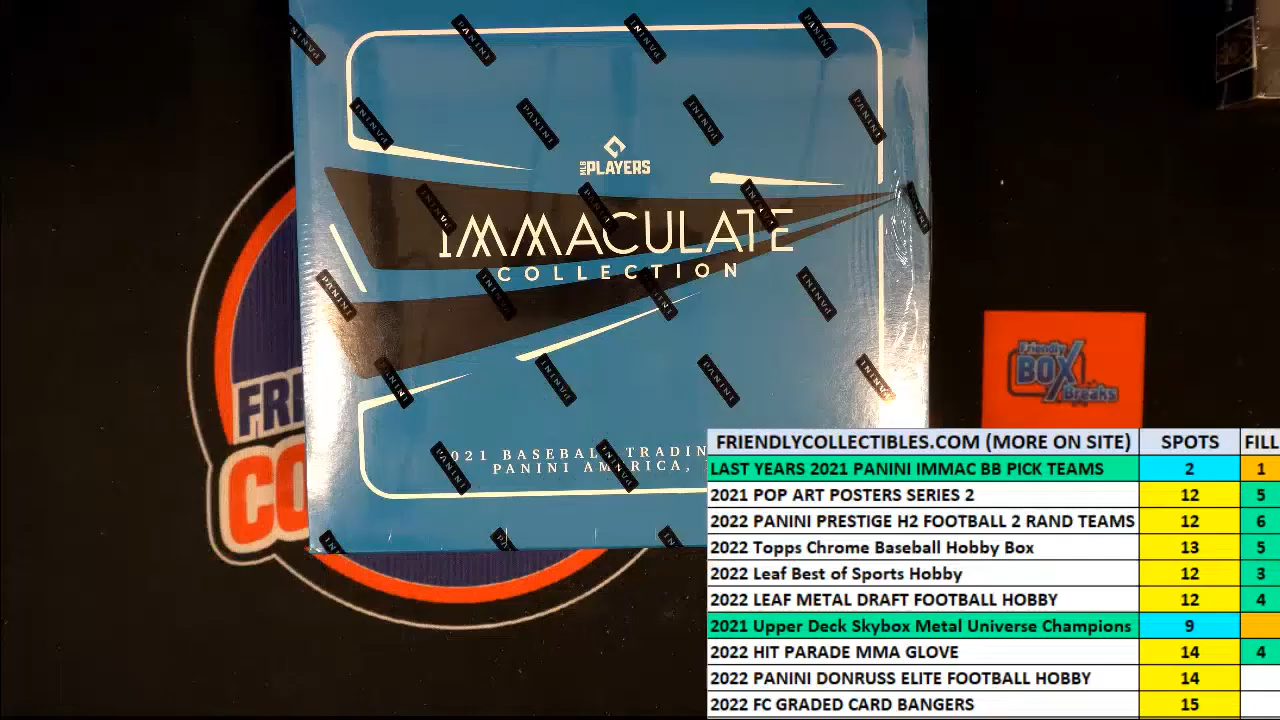 MLB PLAYERS
IMMACULATE
COLLECTION
2021 BASEBALL TRADIN
PANINI AMERICA,
PANINI
FRI
CO
Friendly
BOX
Breaks
FRIENDLYCOLLECTIBLES.COM (MORE ON SITE) SPOTS FILL
LAST YEARS 2021 PANINI IMMAC BB PICK TEAMS 2 1
2021 POP ART POSTERS SERIES 2 12 5
2022 PANINI PRESTIGE H2 FOOTBALL 2 RAND TEAMS 12 6
2022 Topps Chrome Baseball Hobby Box 13 5
2022 Leaf Best of Sports Hobby 12 3
2022 LEAF METAL DRAFT FOOTBALL HOBBY 12 4
2021 Upper Deck Skybox Metal Universe Champions 9
2022 HIT PARADE MMA GLOVE 14 4
2022 PANINI DONRUSS ELITE FOOTBALL HOBBY 14
2022 FC GRADED CARD BANGERS 15